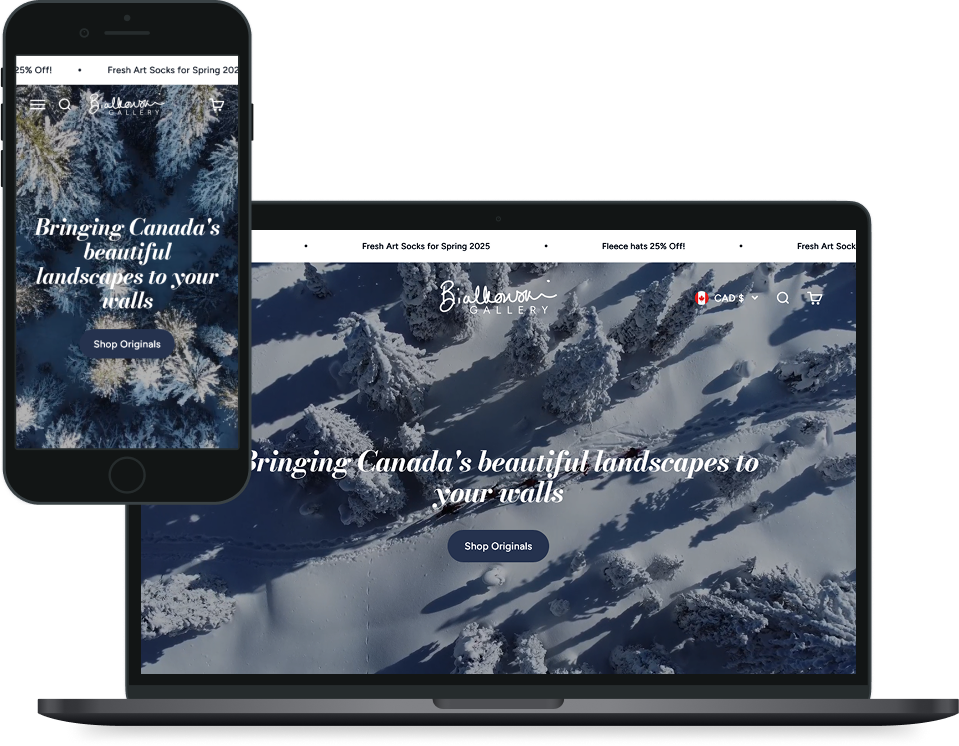 25% Off! • Fresh Art Socks for Spring 202
Bialkowski
GALLERY
Bringing Canada's
beautiful
landscapes to your
walls
Shop Originals
• Fresh Art Socks for Spring 2025 • Fleece hats 25% Off! • Fresh Art Sock
Bialkowski
GALLERY
CAD $
Bringing Canada's beautiful landscapes to
your walls
Shop Originals